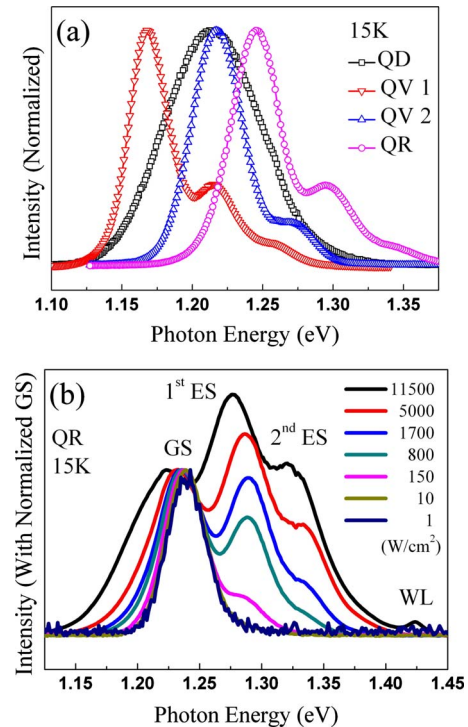 (a)
15K
QD
QV 1
QV 2
QR
Intensity (Normalized)
1.10 1.15 1.20 1.25 1.30 1.35
Photon Energy (eV)
(b)
1st ES
QR
15K
GS
2nd ES
WL
11500
5000
1700
800
150
10
1
(W/cm²)
Intensity (With Normalized GS)
1.15 1.20 1.25 1.30 1.35 1.40 1.45
Photon Energy (eV)